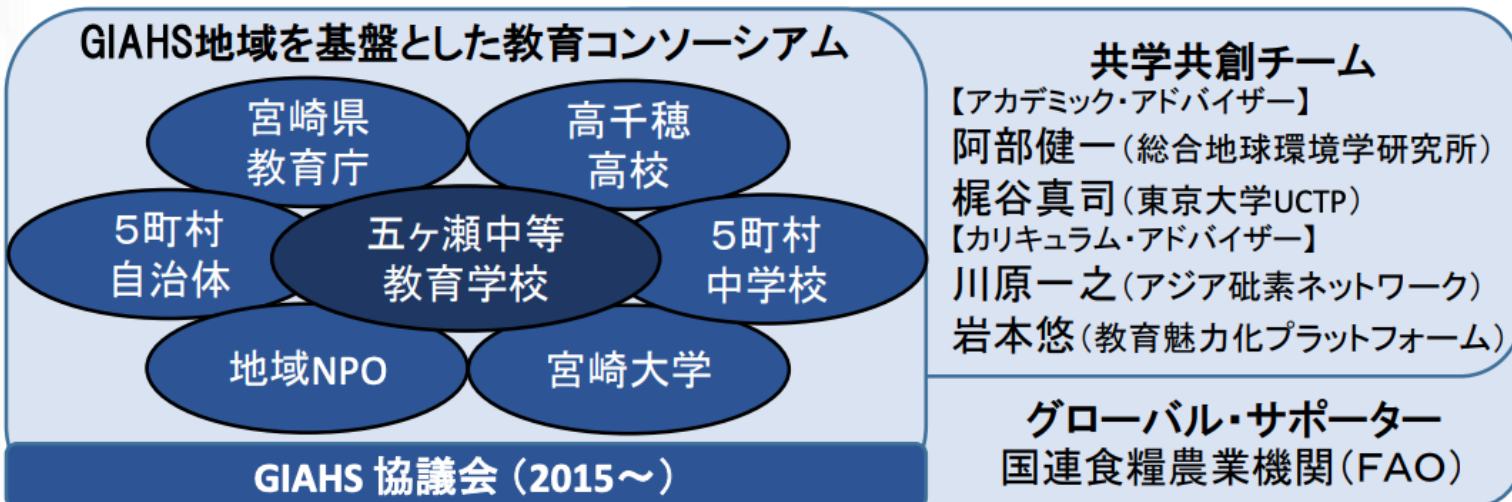 GIAHS地域を基盤とした教育コンソーシアム
宮崎県
教育庁
高千穂
高校
５町村
自治体
五ヶ瀬中等
教育学校
５町村
中学校
地域NPO
宮崎大学
GIAHS 協議会（2015～）
共学共創チーム
【アカデミック・アドバイザー】
阿部健一（総合地球環境学研究所）
梶谷真司（東京大学UCTP）
【カリキュラム・アドバイザー】
川原一之（アジア砒素ネットワーク）
岩本悠（教育魅力化プラットフォーム）
グローバル・サポーター
国連食糧農業機関（ＦＡＯ）